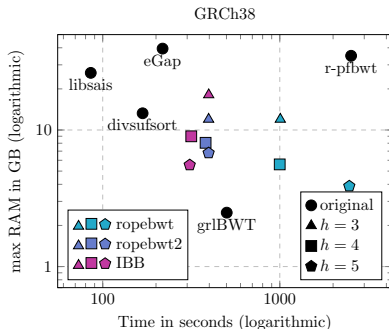 GRCh38
eGap
libsais
r-pfbwt
divsufsort
10
max RAM in GB (logarithmic)
original
h = 3
h = 4
h = 5
ropebwt
ropebwt2
IBB
grlBWT
1
100
1000
Time in seconds (logarithmic)